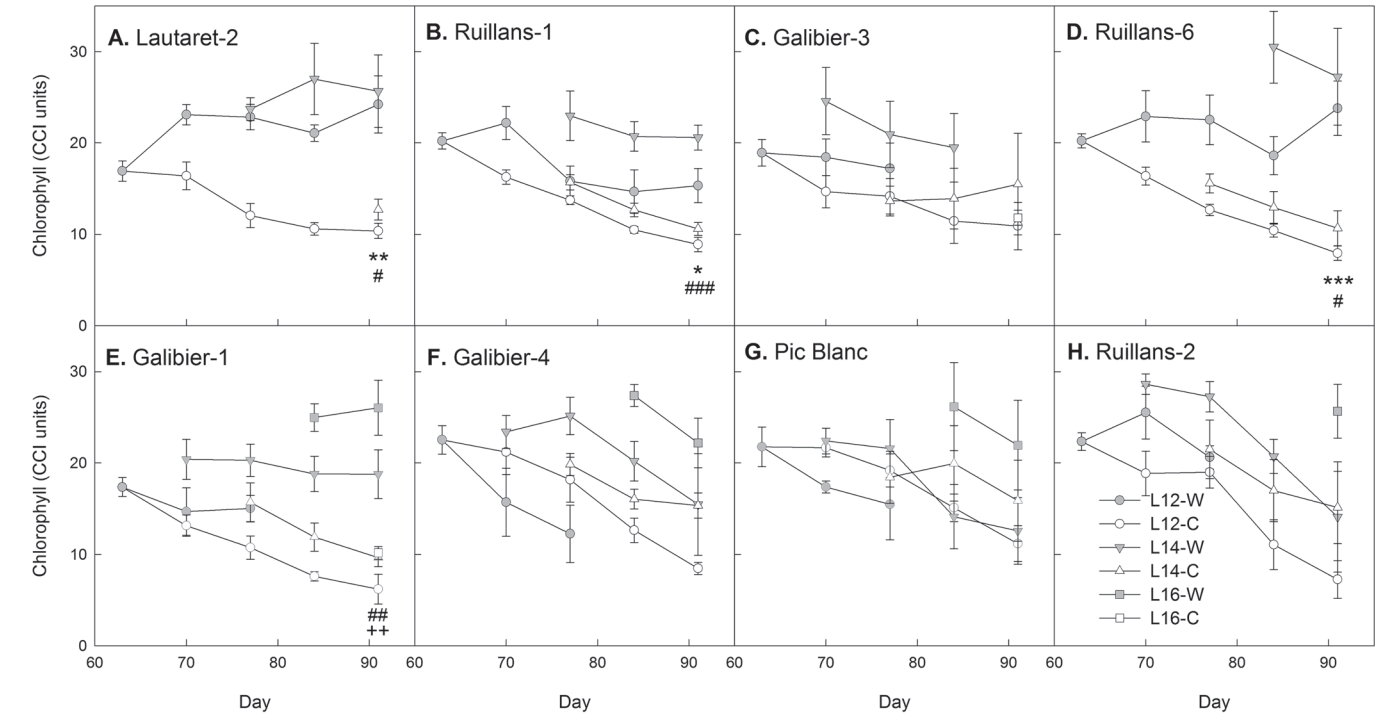 A. Lautaret-2
B. Ruillans-1
C. Galibier-3
D. Ruillans-6
Chlorophyll (CCI units)
30
20
10
0
**
#
*
###
***
#
E. Galibier-1
F. Galibier-4
G. Pic Blanc
H. Ruillans-2
Chlorophyll (CCI units)
30
20
10
0
##
++
L12-W
L12-C
L14-W
L14-C
L16-W
L16-C
60 70 80 90 60 70 80 90 60 70 80 90 60 70 80 90
Day Day Day Day